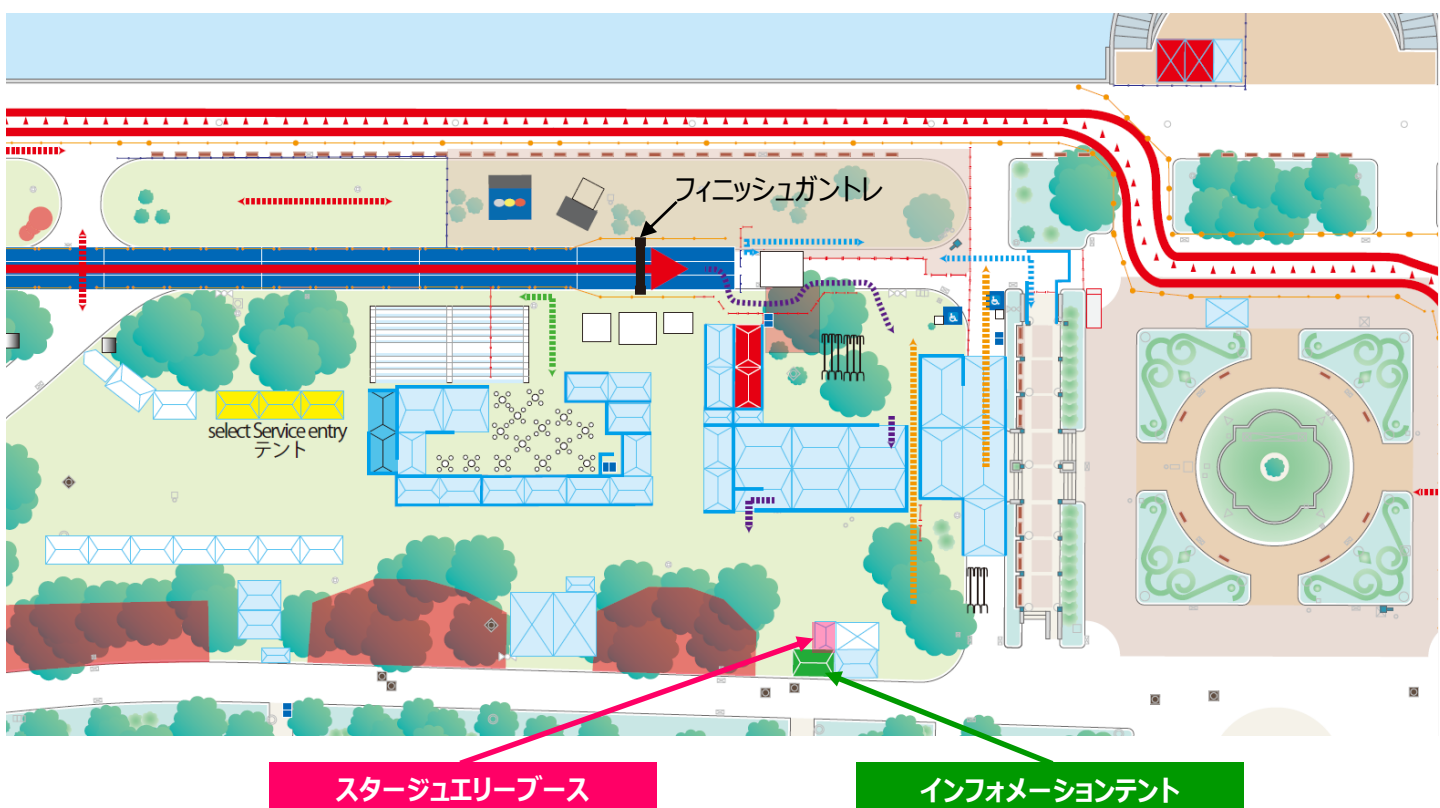 フィニッシュガントレ
select Service entry
テント
スタージュエリーブース
インフォメーションテント